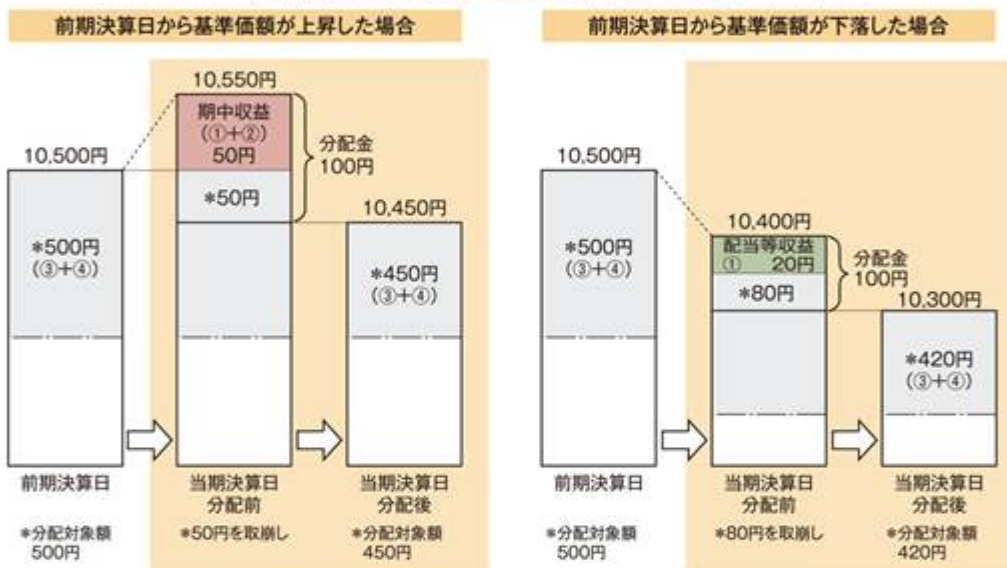 前期決算日から基準価額が上昇した場合
10,550円
期中収益
(①+②)
50円
分配金
100円
10,500円
*50円
10,450円
*500円
(③+④)
*450円
(③+④)
前期決算日
当期決算日
分配前
当期決算日
分配後
*分配対象額
500円
*50円を取崩し
*分配対象額
450円
前期決算日から基準価額が下落した場合
10,500円
10,400円
配当等収益
① 20円
分配金
100円
*80円
10,300円
*500円
(③+④)
*420円
(③+④)
前期決算日
当期決算日
分配前
当期決算日
分配後
*分配対象額
500円
*80円を取崩し
*分配対象額
420円